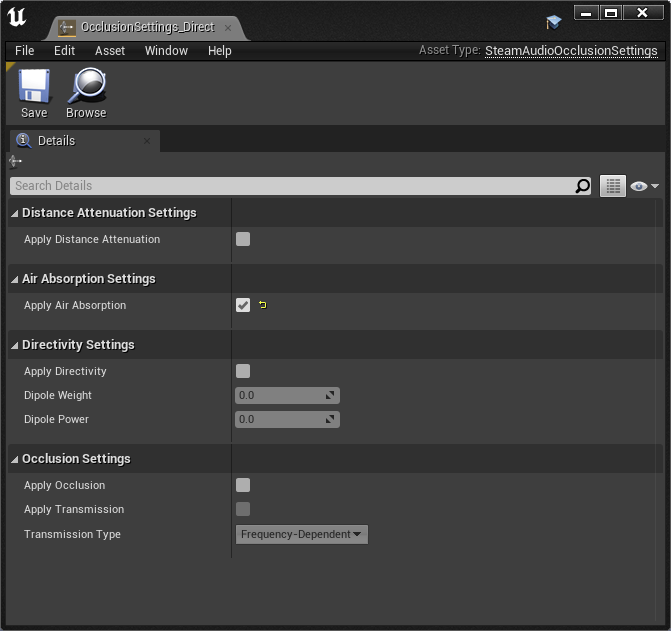 OcclusionSettings_Direct
File Edit Asset Window Help Asset Type: SteamAudioOcclusionSettings
Save Browse
Details
Search Details
Distance Attenuation Settings
Apply Distance Attenuation
Air Absorption Settings
Apply Air Absorption
Directivity Settings
Apply Directivity
Dipole Weight 0.0
Dipole Power 0.0
Occlusion Settings
Apply Occlusion
Apply Transmission
Transmission Type Frequency-Dependent